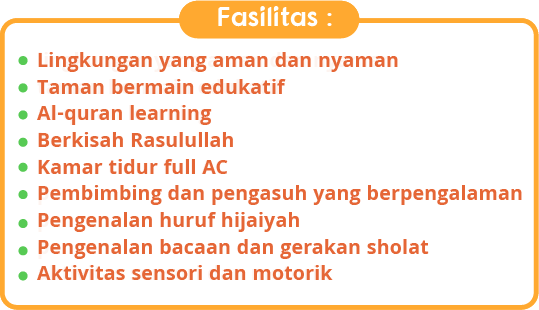 Fasilitas :
Lingkungan yang aman dan nyaman
Taman bermain edukatif
Al-quran learning
Berkisah Rasulullah
Kamar tidur full AC
Pembimbing dan pengasuh yang berpengalaman
Pengenalan huruf hijaiyah
Pengenalan bacaan dan gerakan sholat
Aktivitas sensori dan motorik